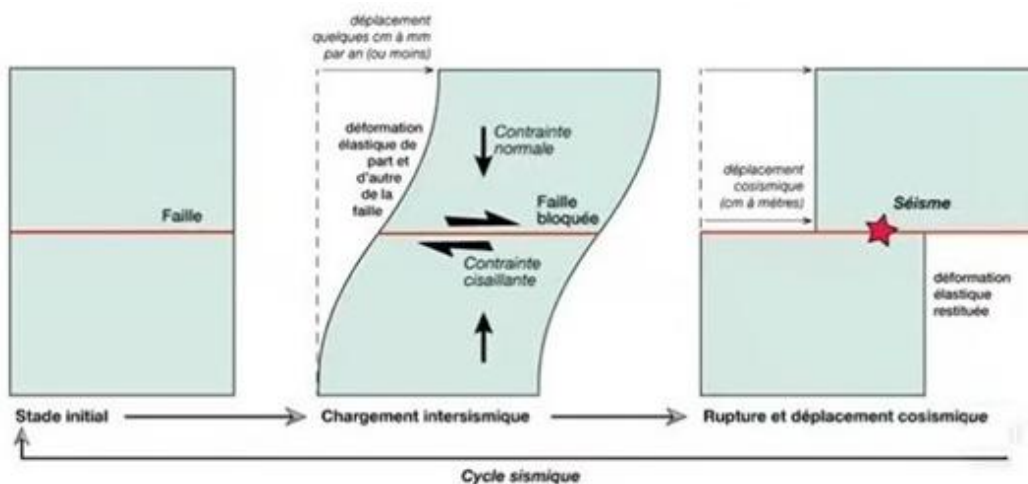 Faille
Stade initial
déplacement
quelques cm à mm
par an (ou moins)
déformation
élastique de
part et
d'autre
de la
faille
Contrainte
normale
Faille
bloquée
Contrainte
cisaillante
Chargement intersismique
déplacement
cosismique
(cm à mètres)
Séisme
déformation
élastique
restituée
Rupture et déplacement cosismique
Cycle sismique